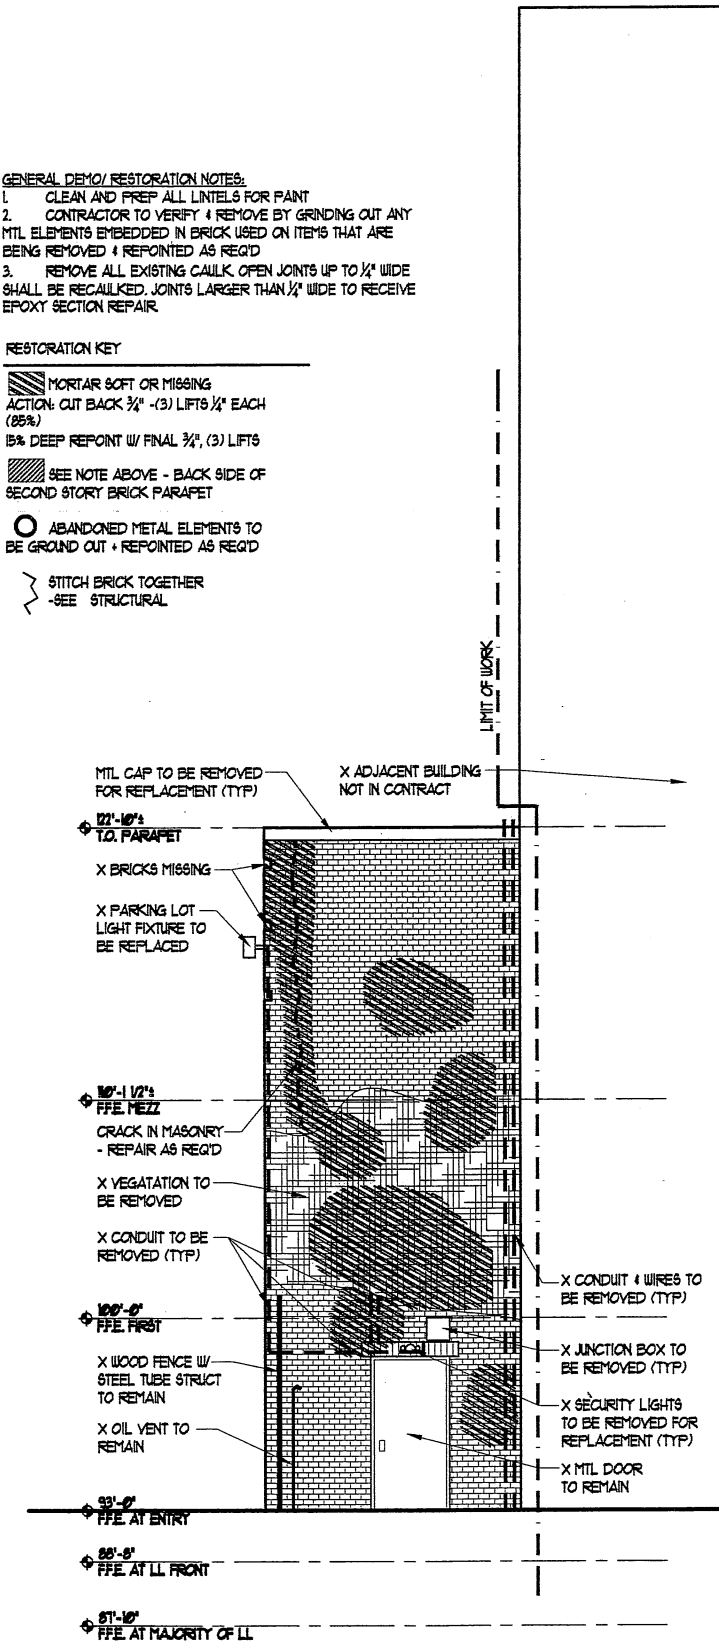 GENERAL DEMO/ RESTORATION NOTES:
1. CLEAN AND PREP ALL LINTELS FOR PAINT
2. CONTRACTOR TO VERIFY & REMOVE BY GRINDING OUT ANY
MTL ELEMENTS EMBEDDED IN BRICK USED ON ITEMS THAT ARE
BEING REMOVED & REPOINTED AS REQ'D
3. REMOVE ALL EXISTING CAULK. OPEN JOINTS UP TO 1/4" WIDE
SHALL BE RECAULKED. JOINTS LARGER THAN 1/4" WIDE TO RECEIVE
EPOXY SECTION REPAIR.
RESTORATION KEY
MORTAR SOFT OR MISSING
ACTION: CUT BACK 3/4" -(3) LIFTS 1/4" EACH
(85%)
15% DEEP REPOINT W/ FINAL 3/4", (3) LIFTS
SEE NOTE ABOVE - BACK SIDE OF
SECOND STORY BRICK PARAPET
ABANDONED METAL ELEMENTS TO
BE GROUND OUT + REPOINTED AS REQ'D
STITCH BRICK TOGETHER
-SEE STRUCTURAL
LIMIT OF WORK
MTL CAP TO BE REMOVED
FOR REPLACEMENT (TYP)
X ADJACENT BUILDING
NOT IN CONTRACT
122'-10"±
T.O. PARAPET
X BRICKS MISSING
X PARKING LOT
LIGHT FIXTURE TO
BE REPLACED
110'-1 1/2"±
F.F.E. MEZZ
CRACK IN MASONRY
- REPAIR AS REQ'D
X VEGATATION TO
BE REMOVED
X CONDUIT TO BE
REMOVED (TYP)
X CONDUIT & WIRES TO
BE REMOVED (TYP)
100'-0"
F.F.E. FIRST
X JUNCTION BOX TO
BE REMOVED (TYP)
X WOOD FENCE W/
STEEL TUBE STRUCT
TO REMAIN
X SECURITY LIGHTS
TO BE REMOVED FOR
REPLACEMENT (TYP)
X OIL VENT TO
REMAIN
X MTL DOOR
TO REMAIN
93'-0"
F.F.E. AT ENTRY
88'-8"
F.F.E. AT LL FRONT
87'-10"
F.F.E. AT MAJORITY OF LL